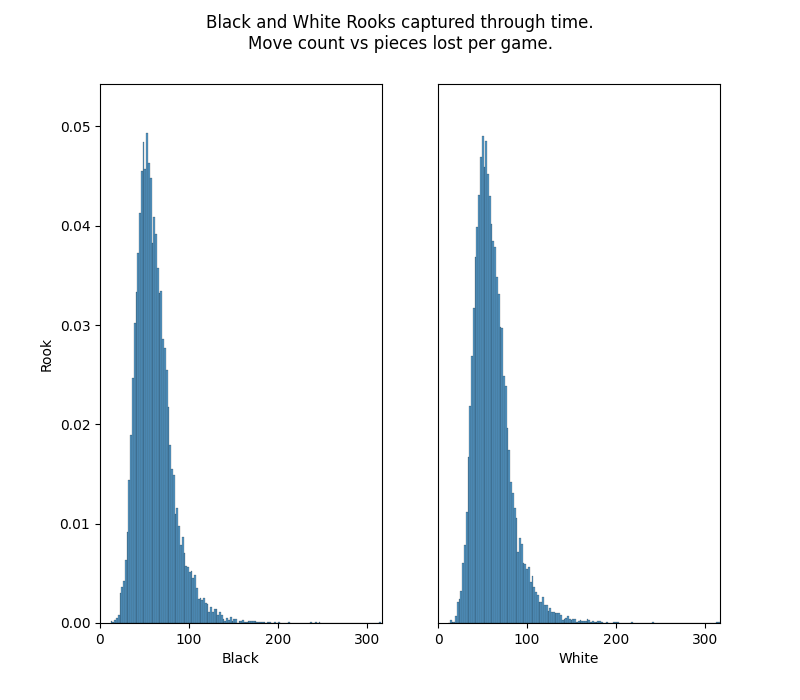 Black and White Rooks captured through time.
Move count vs pieces lost per game.
0.05
0.04
0.03
0.02
0.01
0.00
Rook
0 100 200 300
Black
0 100 200 300
White